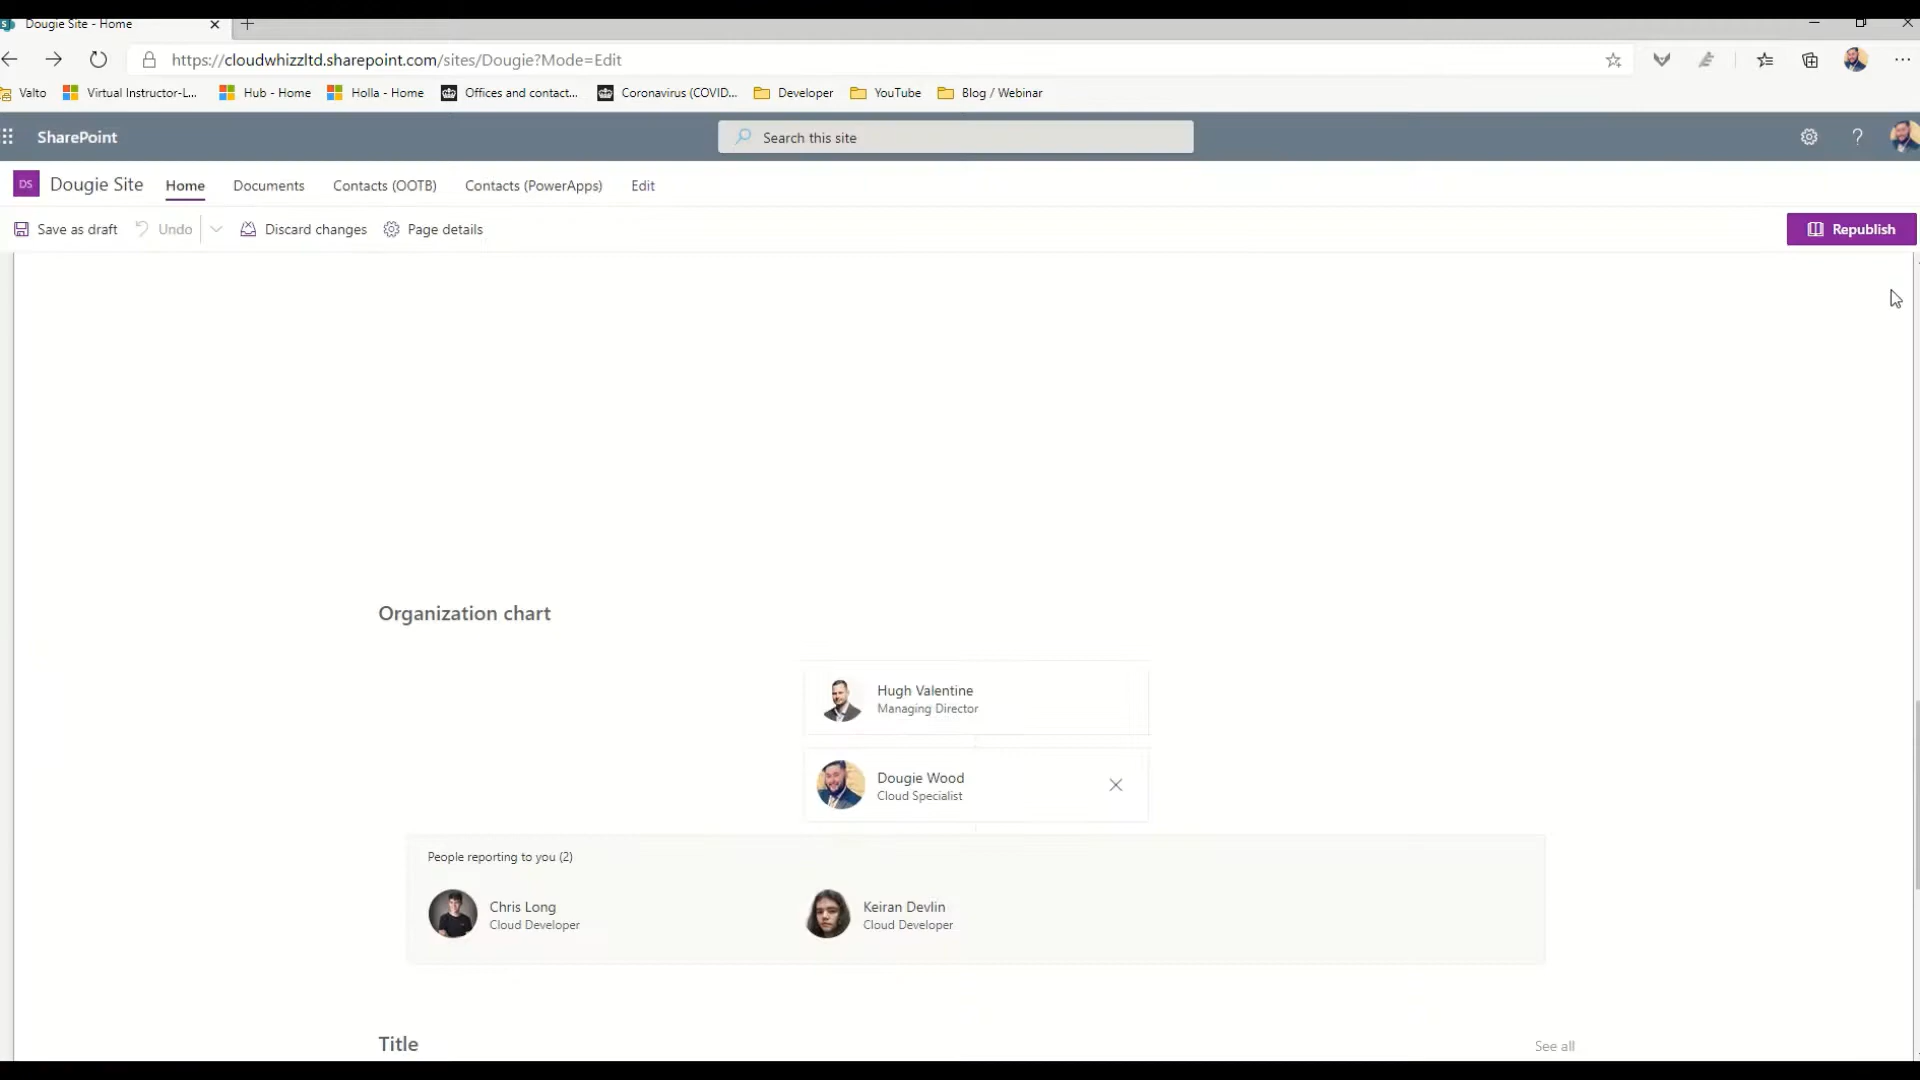 Dougie Site - Home
https://cloudwhizzltd.sharepoint.com/sites/Dougie?Mode=Edit
Valto Virtual Instructor-L... Hub - Home Holla - Home Offices and contact... Coronavirus (COVID... Developer YouTube Blog / Webinar
SharePoint Search this site ?
DS Dougie Site Home Documents Contacts (OOTB) Contacts (PowerApps) Edit
Save as draft Undo Discard changes Page details Republish
Organization chart
Hugh Valentine
Managing Director
Dougie Wood
Cloud Specialist
People reporting to you (2)
Chris Long Keiran Devlin
Cloud Developer Cloud Developer
Title See all